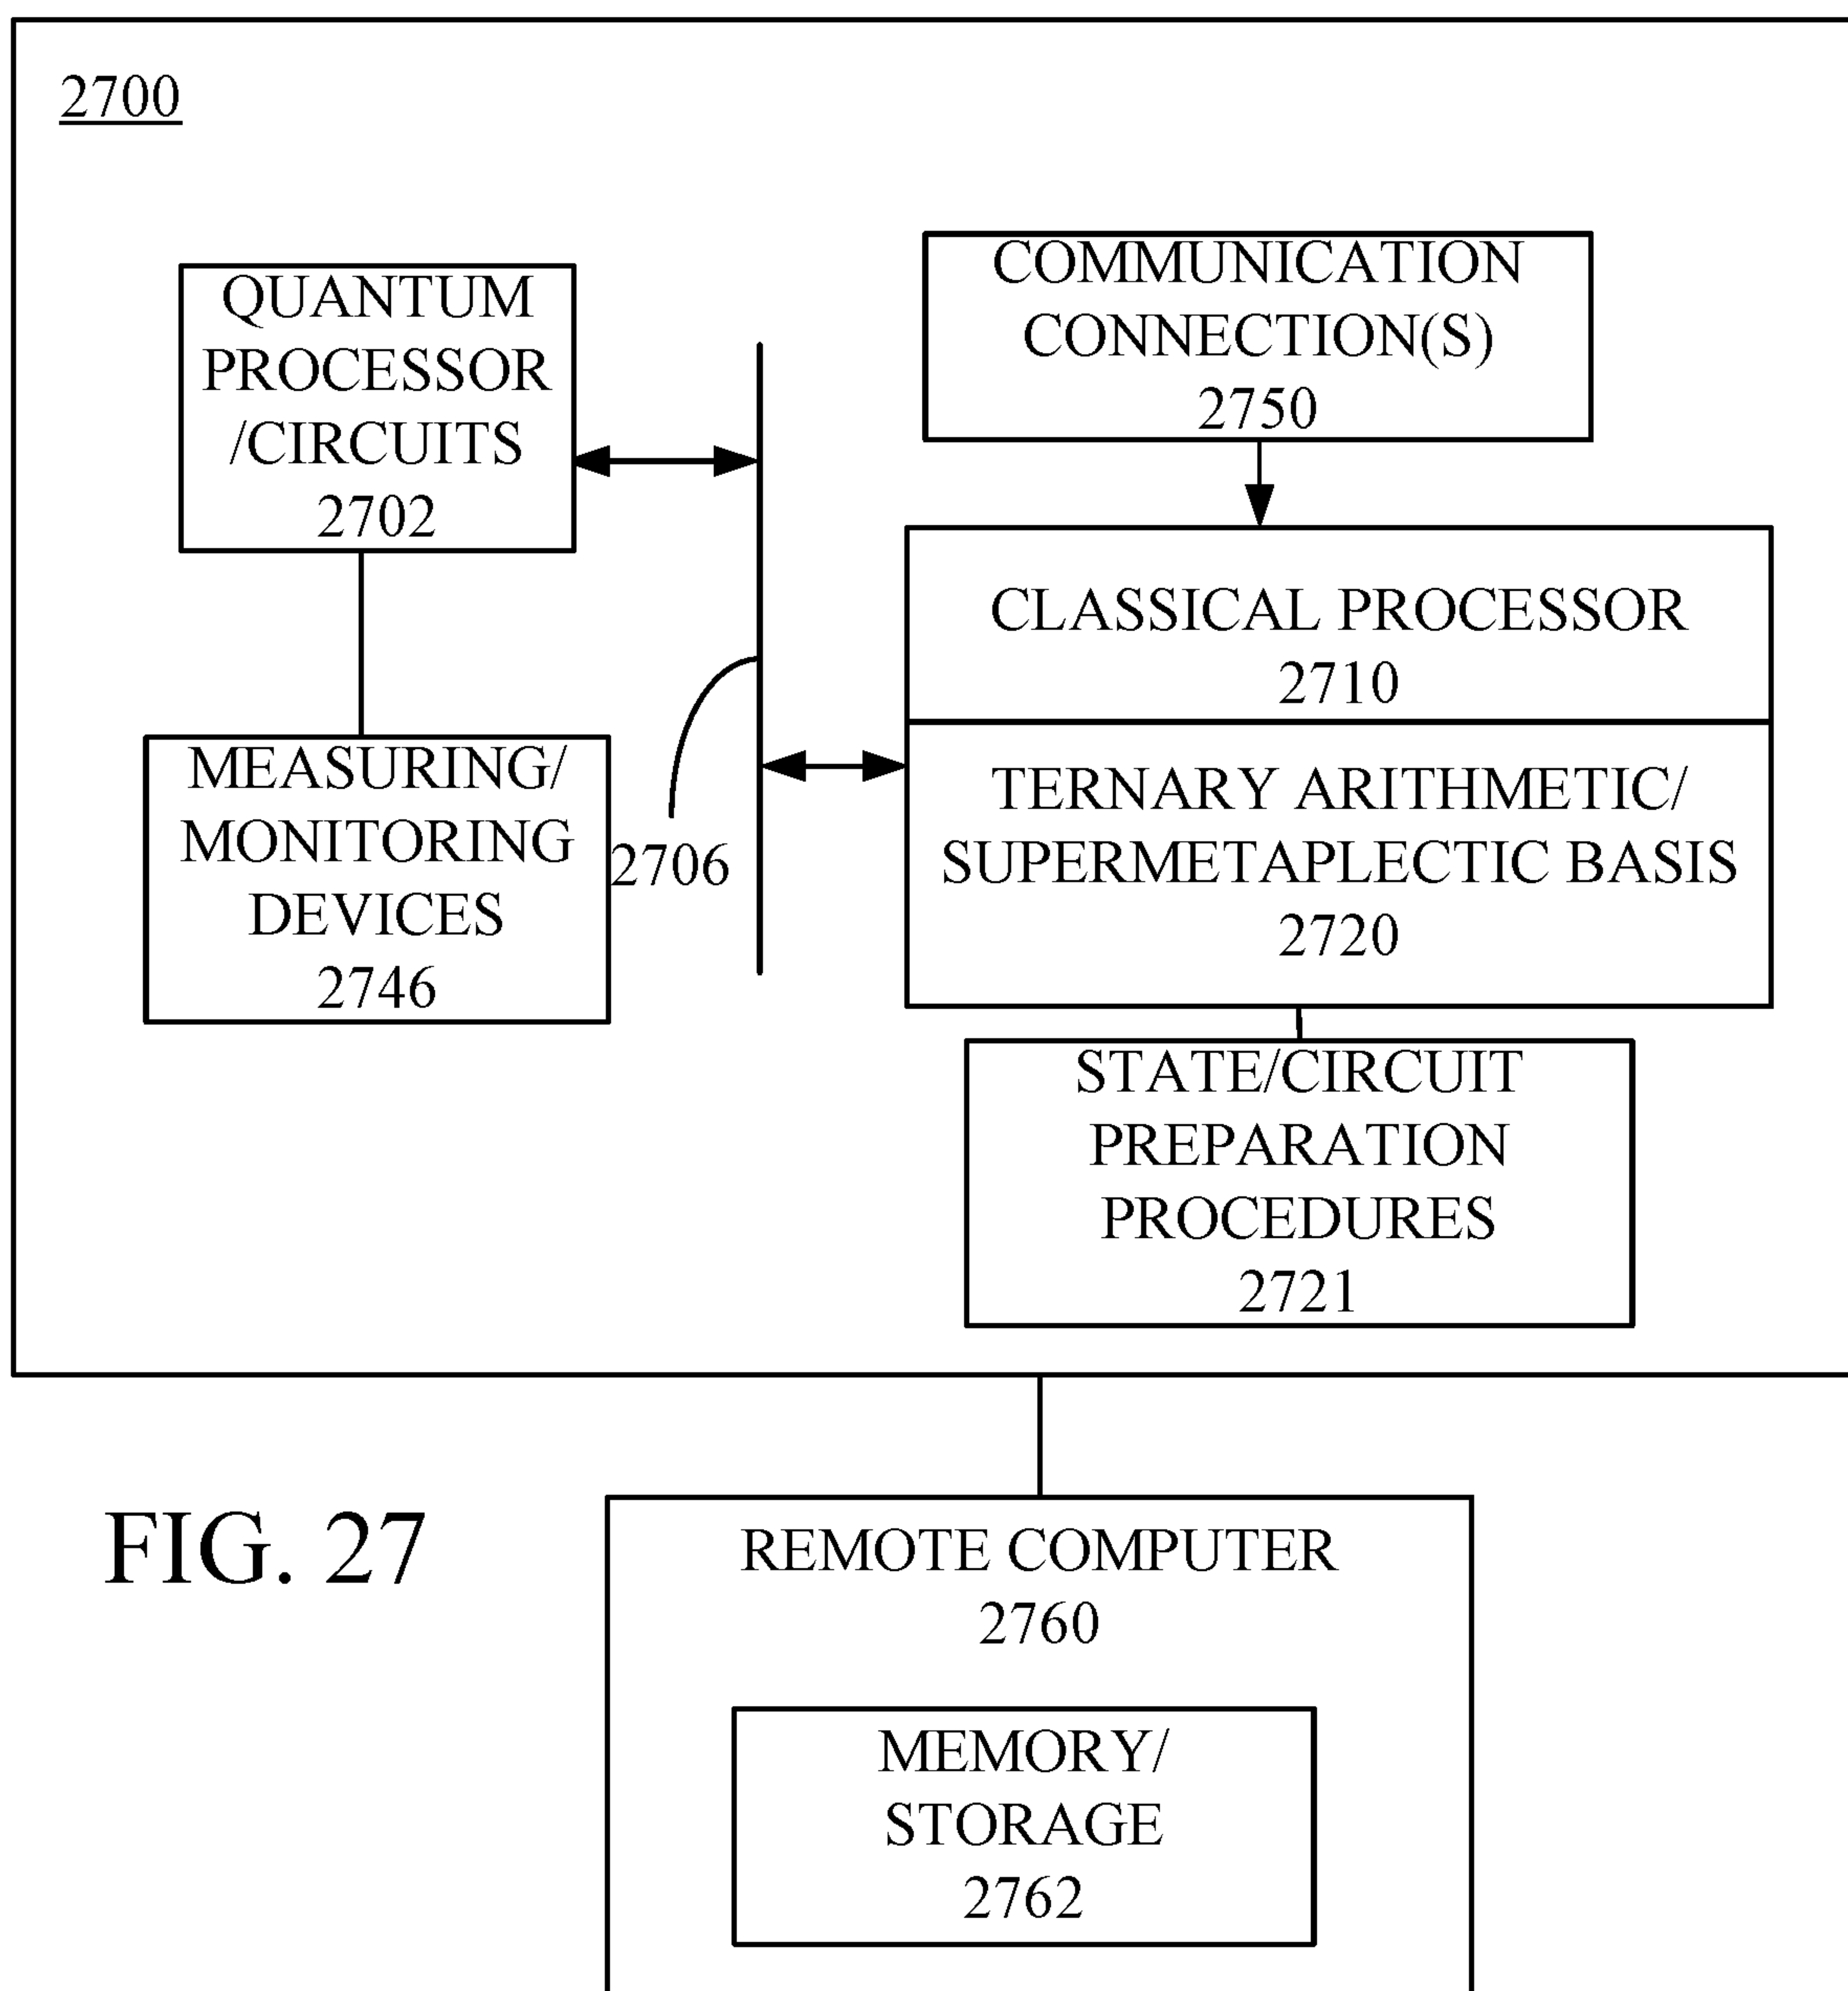 2700
QUANTUM
PROCESSOR
/CIRCUITS
2702
COMMUNICATION
CONNECTION(S)
2750
CLASSICAL PROCESSOR
2710
MEASURING/
MONITORING
DEVICES
2746
2706
TERNARY ARITHMETIC/
SUPERMETAPLECTIC BASIS
2720
STATE/CIRCUIT
PREPARATION
PROCEDURES
2721
FIG. 27
REMOTE COMPUTER
2760
MEMORY/
STORAGE
2762